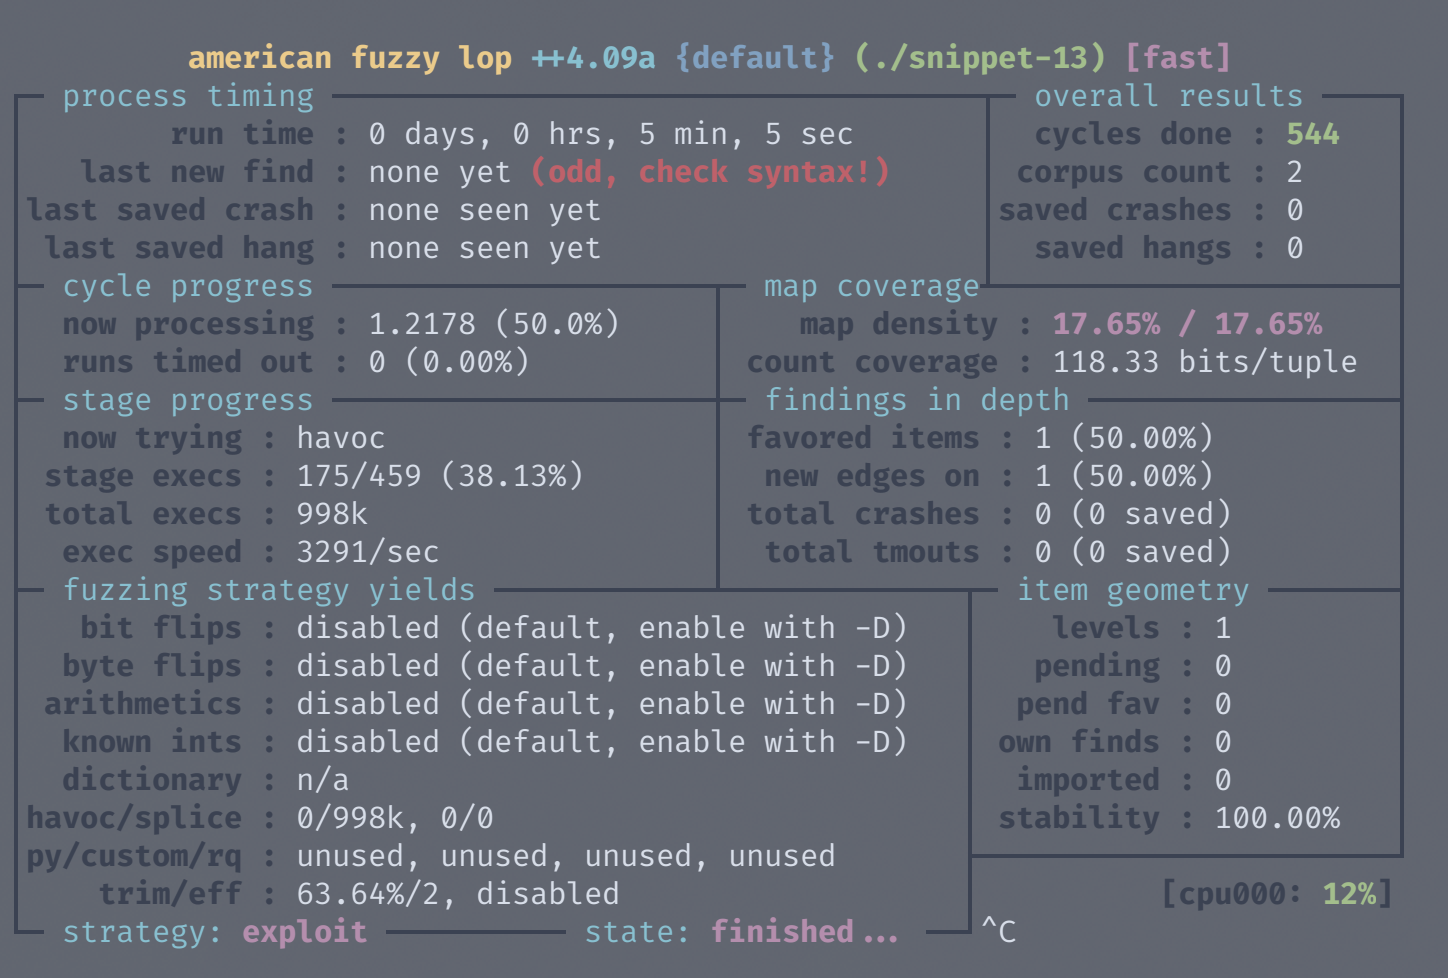 american fuzzy lop ++4.09a {default} (./snippet-13) [fast]
process timing overall results
run time : 0 days, 0 hrs, 5 min, 5 sec cycles done : 544
last new find : none yet (odd, check syntax!) corpus count : 2
last saved crash : none seen yet saved crashes : 0
last saved hang : none seen yet saved hangs : 0
cycle progress map coverage
now processing : 1.2178 (50.0%) map density : 17.65% / 17.65%
runs timed out : 0 (0.00%) count coverage : 118.33 bits/tuple
stage progress findings in depth
now trying : havoc favored items : 1 (50.00%)
stage execs : 175/459 (38.13%) new edges on : 1 (50.00%)
total execs : 998k total crashes : 0 (0 saved)
exec speed : 3291/sec total tmouts : 0 (0 saved)
fuzzing strategy yields item geometry
bit flips : disabled (default, enable with -D) levels : 1
byte flips : disabled (default, enable with -D) pending : 0
arithmetics : disabled (default, enable with -D) pend fav : 0
known ints : disabled (default, enable with -D) own finds : 0
dictionary : n/a imported : 0
havoc/splice : 0/998k, 0/0 stability : 100.00%
py/custom/rq : unused, unused, unused, unused
trim/eff : 63.64%/2, disabled [cpu000: 12%]
strategy: exploit state: finished... ^C